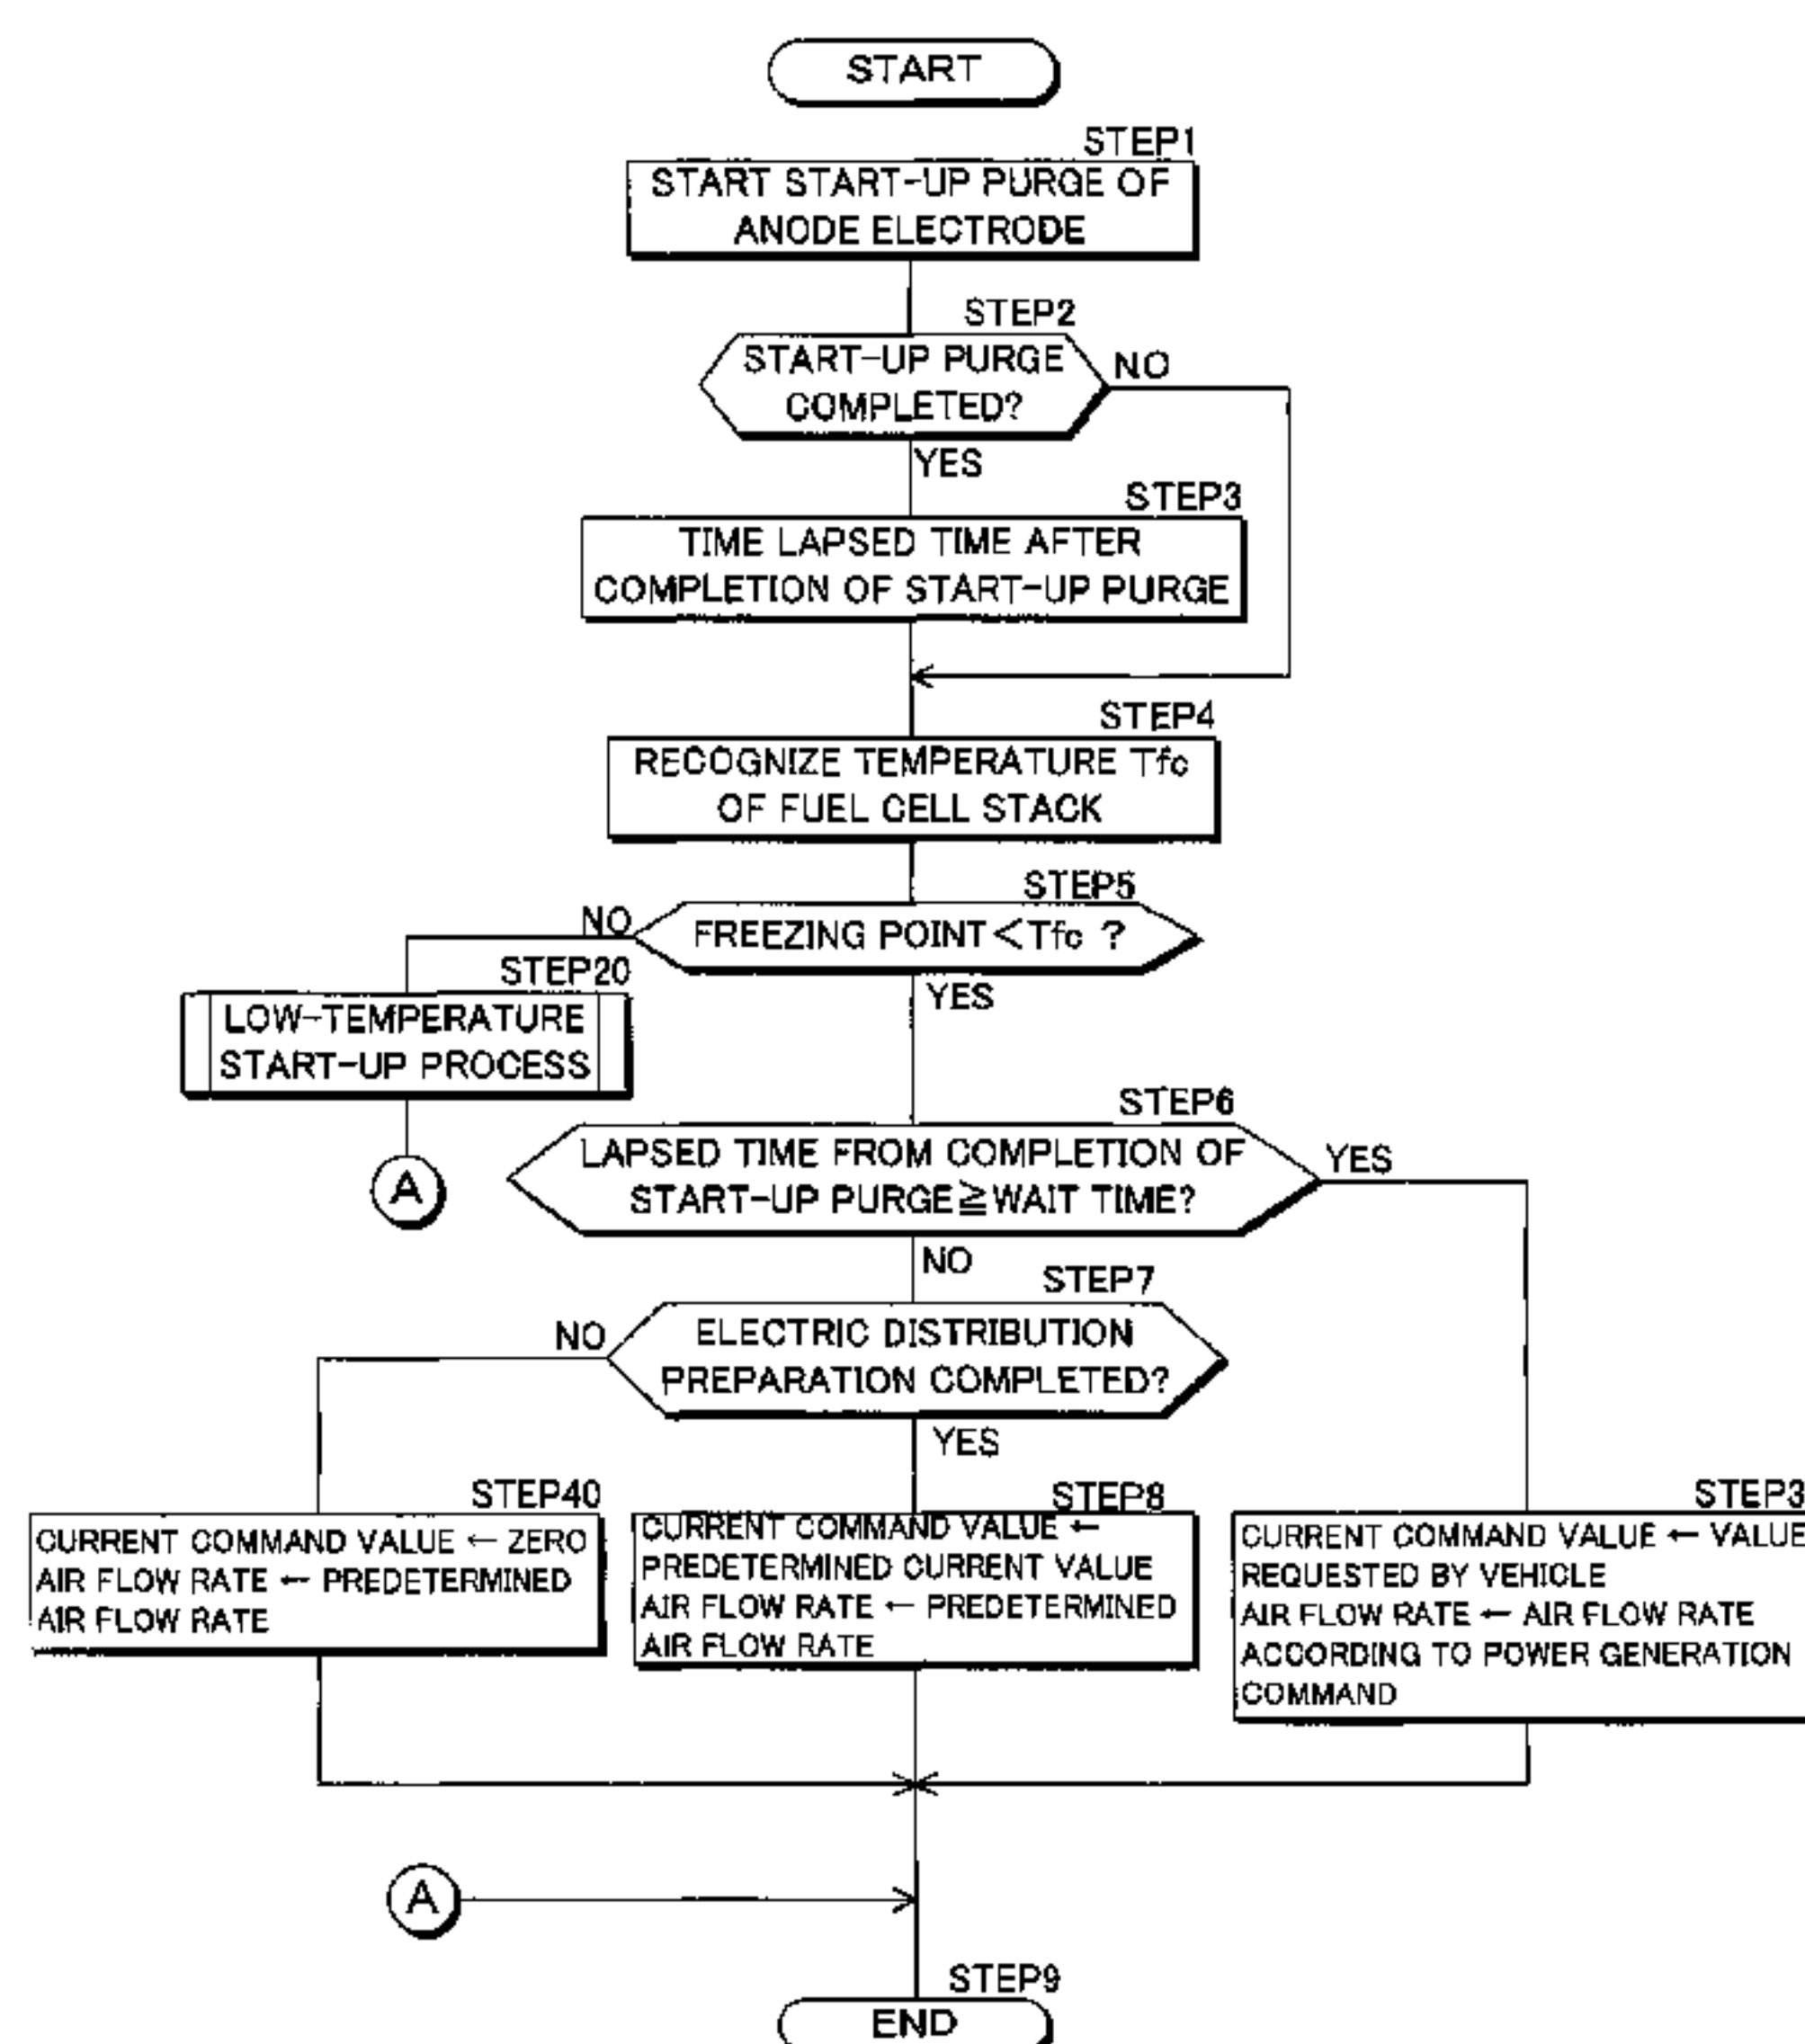 START
STEP1
START START-UP PURGE OF
ANODE ELECTRODE
STEP2
START-UP PURGE
COMPLETED?
NO
YES
STEP3
TIME LAPSED TIME AFTER
COMPLETION OF START-UP PURGE
STEP4
RECOGNIZE TEMPERATURE Tfc
OF FUEL CELL STACK
STEP5
NO
FREEZING POINT<Tfc ?
YES
STEP20
LOW-TEMPERATURE
START-UP PROCESS
A
STEP6
LAPSED TIME FROM COMPLETION OF
START-UP PURGE≧WAIT TIME?
YES
NO
STEP7
NO
ELECTRIC DISTRIBUTION
PREPARATION COMPLETED?
YES
STEP40
CURRENT COMMAND VALUE ← ZERO
AIR FLOW RATE ← PREDETERMINED
AIR FLOW RATE
STEP8
CURRENT COMMAND VALUE ←
PREDETERMINED CURRENT VALUE
AIR FLOW RATE ← PREDETERMINED
AIR FLOW RATE
STEP3
CURRENT COMMAND VALUE ← VALUE
REQUESTED BY VEHICLE
AIR FLOW RATE ← AIR FLOW RATE
ACCORDING TO POWER GENERATION
COMMAND
A
STEP9
END